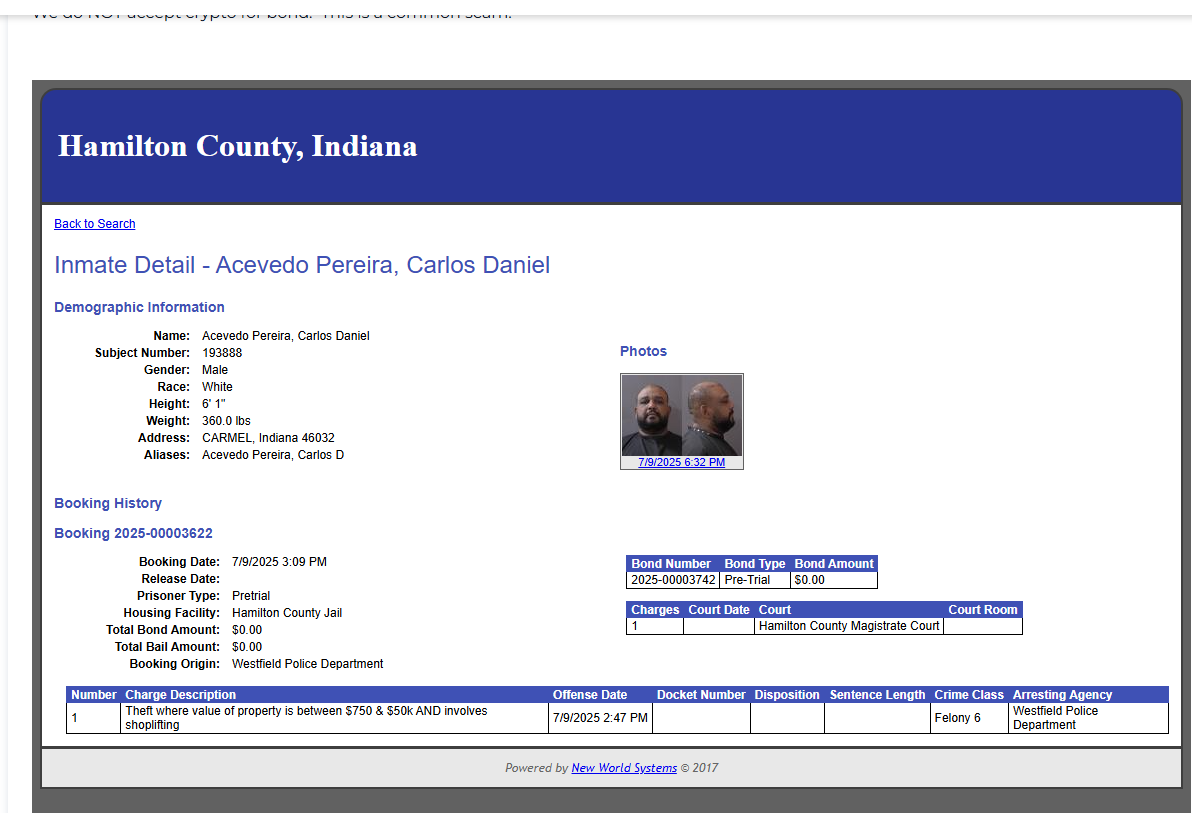 We do NOT accept crypto for bond. This is a common scam.
Hamilton County, Indiana
Back to Search
Inmate Detail - Acevedo Pereira, Carlos Daniel
Demographic Information
Name: Acevedo Pereira, Carlos Daniel
Subject Number: 193888
Gender: Male
Race: White
Height: 6' 1"
Weight: 360.0 lbs
Address: CARMEL, Indiana 46032
Aliases: Acevedo Pereira, Carlos D
Photos
7/9/2025 6:32 PM
Booking History
Booking 2025-00003622
Booking Date: 7/9/2025 3:09 PM
Release Date:
Prisoner Type: Pretrial
Housing Facility: Hamilton County Jail
Total Bond Amount: $0.00
Total Bail Amount: $0.00
Booking Origin: Westfield Police Department
Bond Number Bond Type Bond Amount
2025-00003742 Pre-Trial $0.00
Charges Court Date Court Court Room
1 Hamilton County Magistrate Court
Number Charge Description Offense Date Docket Number Disposition Sentence Length Crime Class Arresting Agency
1 Theft where value of property is between $750 & $50k AND involves shoplifting 7/9/2025 2:47 PM Felony 6 Westfield Police Department
Powered by New World Systems © 2017